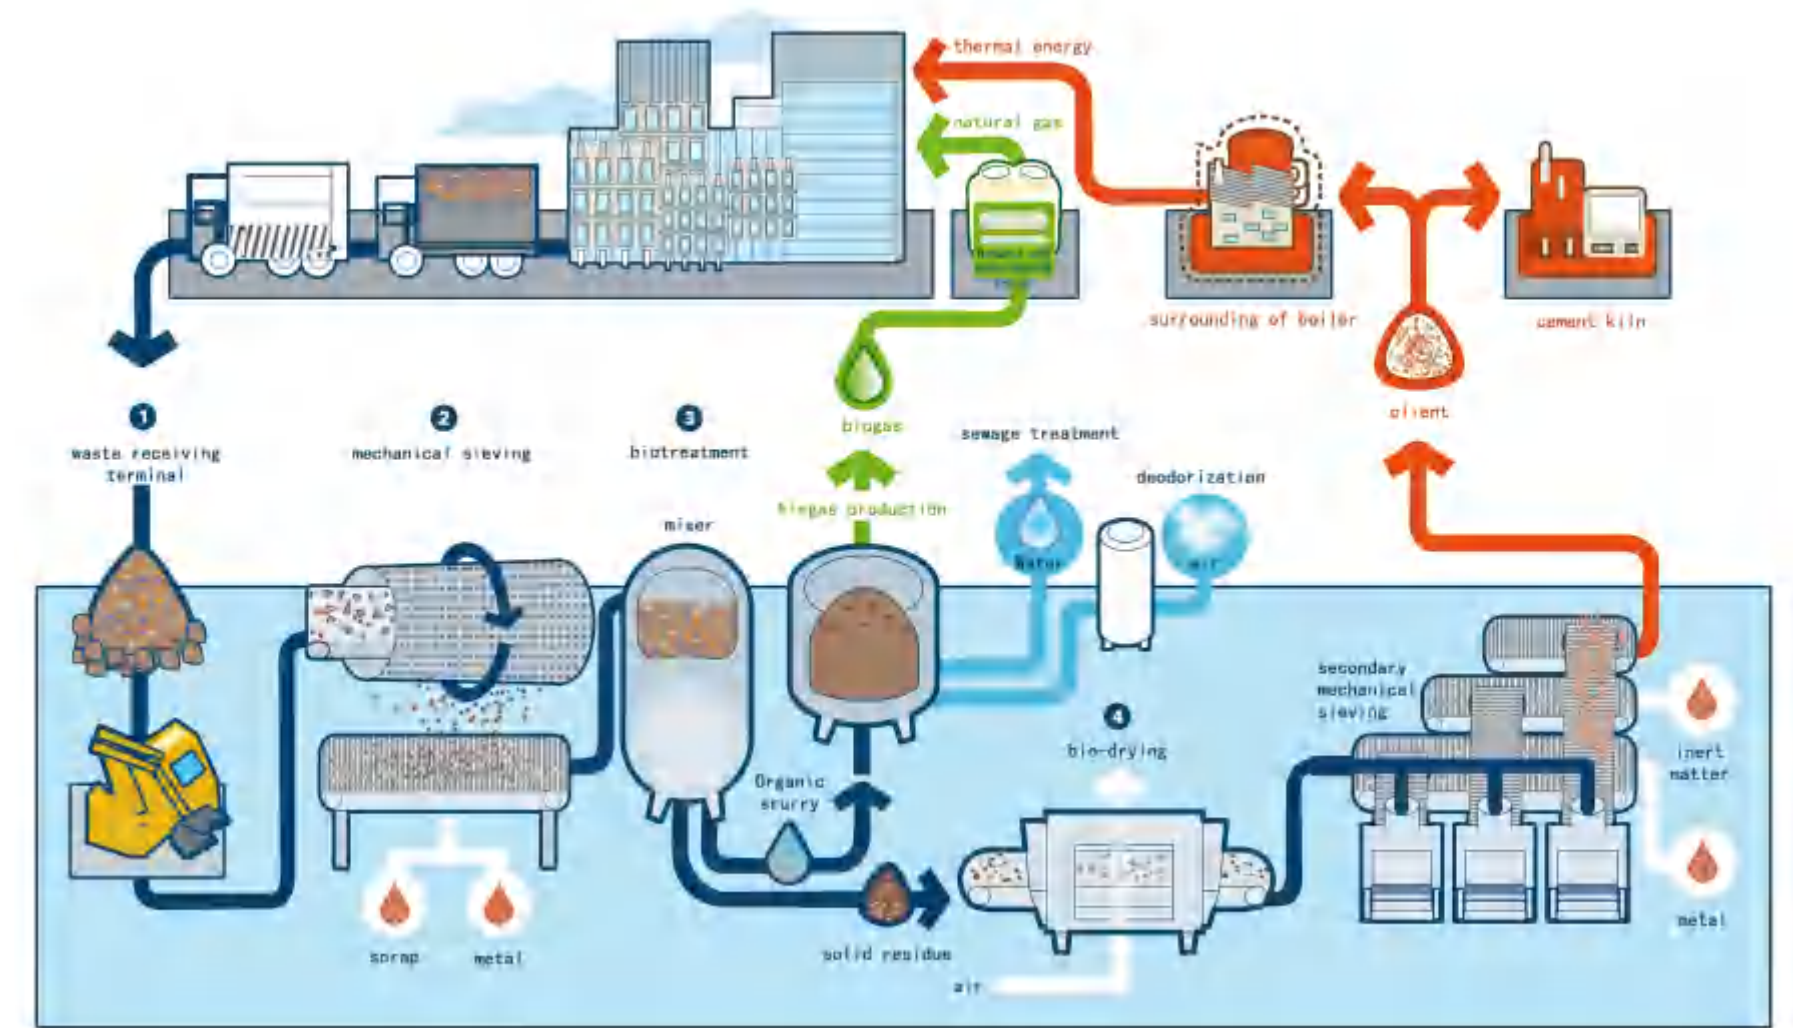 thermal energy
natural gas
surrounding of boiler
cement kiln
client
1
waste receiving
terminal
2
mechanical sieving
3
biotreatment
biogas
biogas production
sewage treatment
deodorization
mixer
Water
air
secondary
mechanical
sieving
4
bio-drying
Organic
inert
matter
scrap
metal
solid residue
air
metal